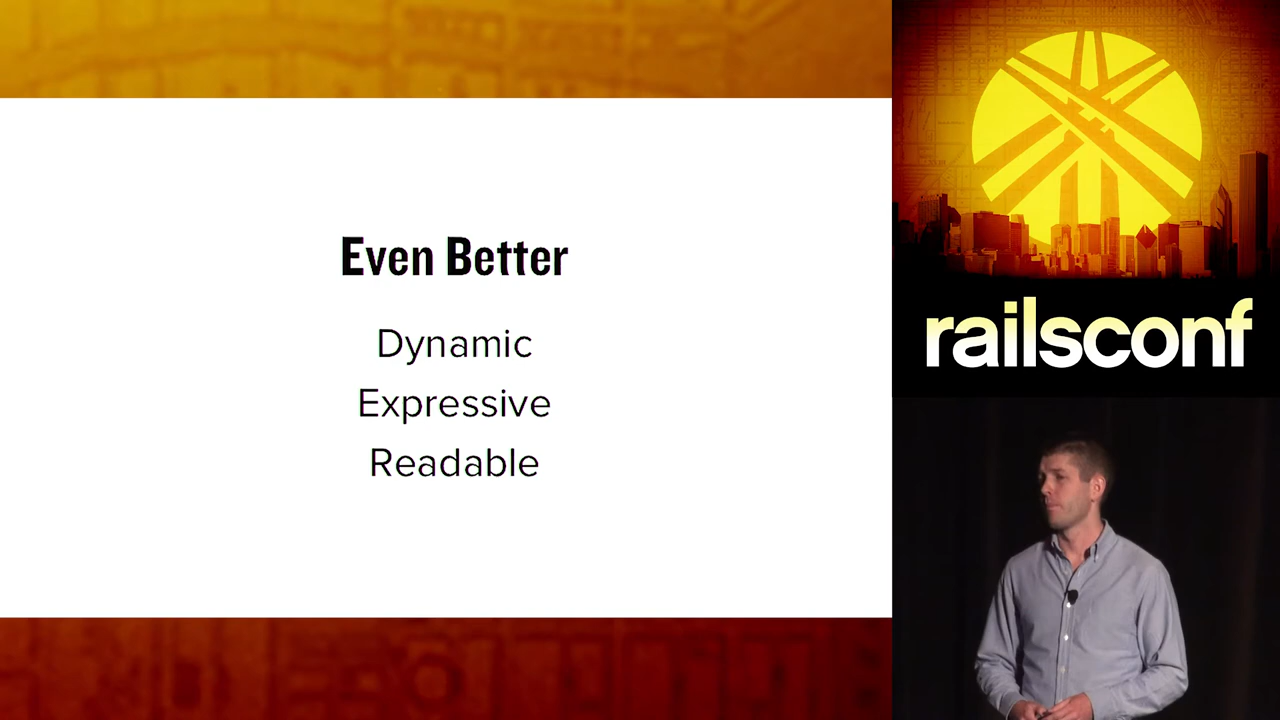 Even Better
Dynamic
Expressive
Readable
railsconf